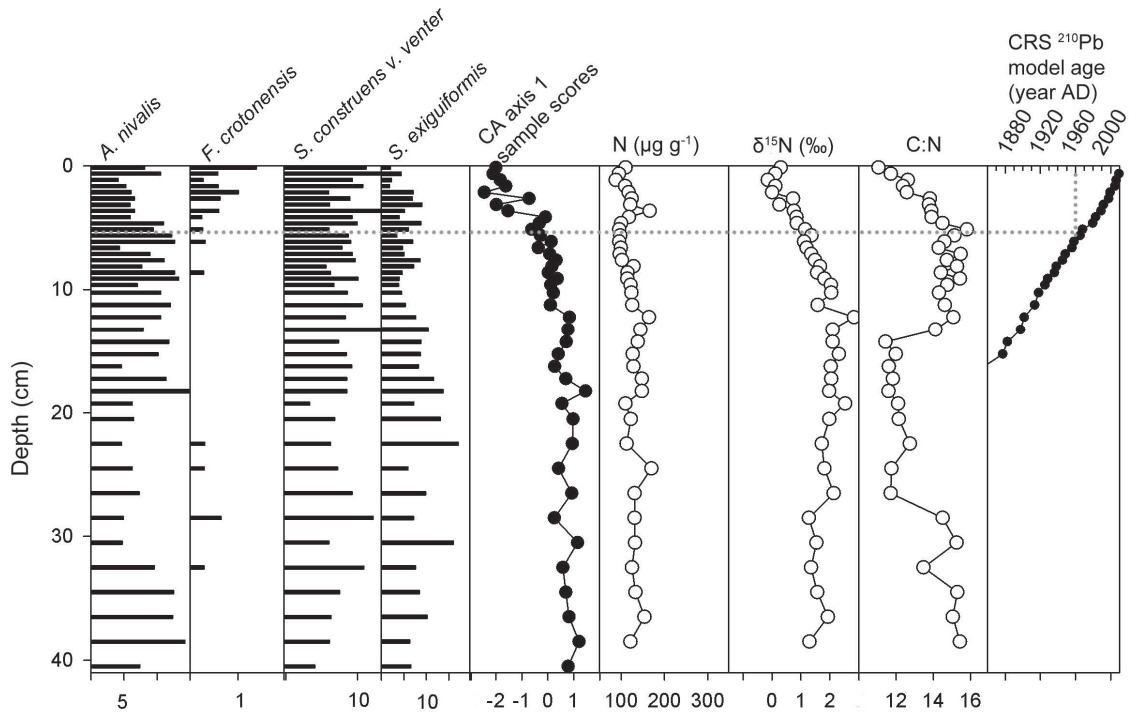 A. nivalis
F. crotonensis
S. construens v. venter
S. exiguiformis
CA axis 1
sample scores
CRS ²¹⁰Pb
model age
(year AD)
1880
1920
1960
2000
N (µg g⁻¹)
δ¹⁵N (‰)
C:N
Depth (cm)
0
10
20
30
40
5
1
10
10
-2 -1 0 1
100 200 300
0 1 2
12 14 16